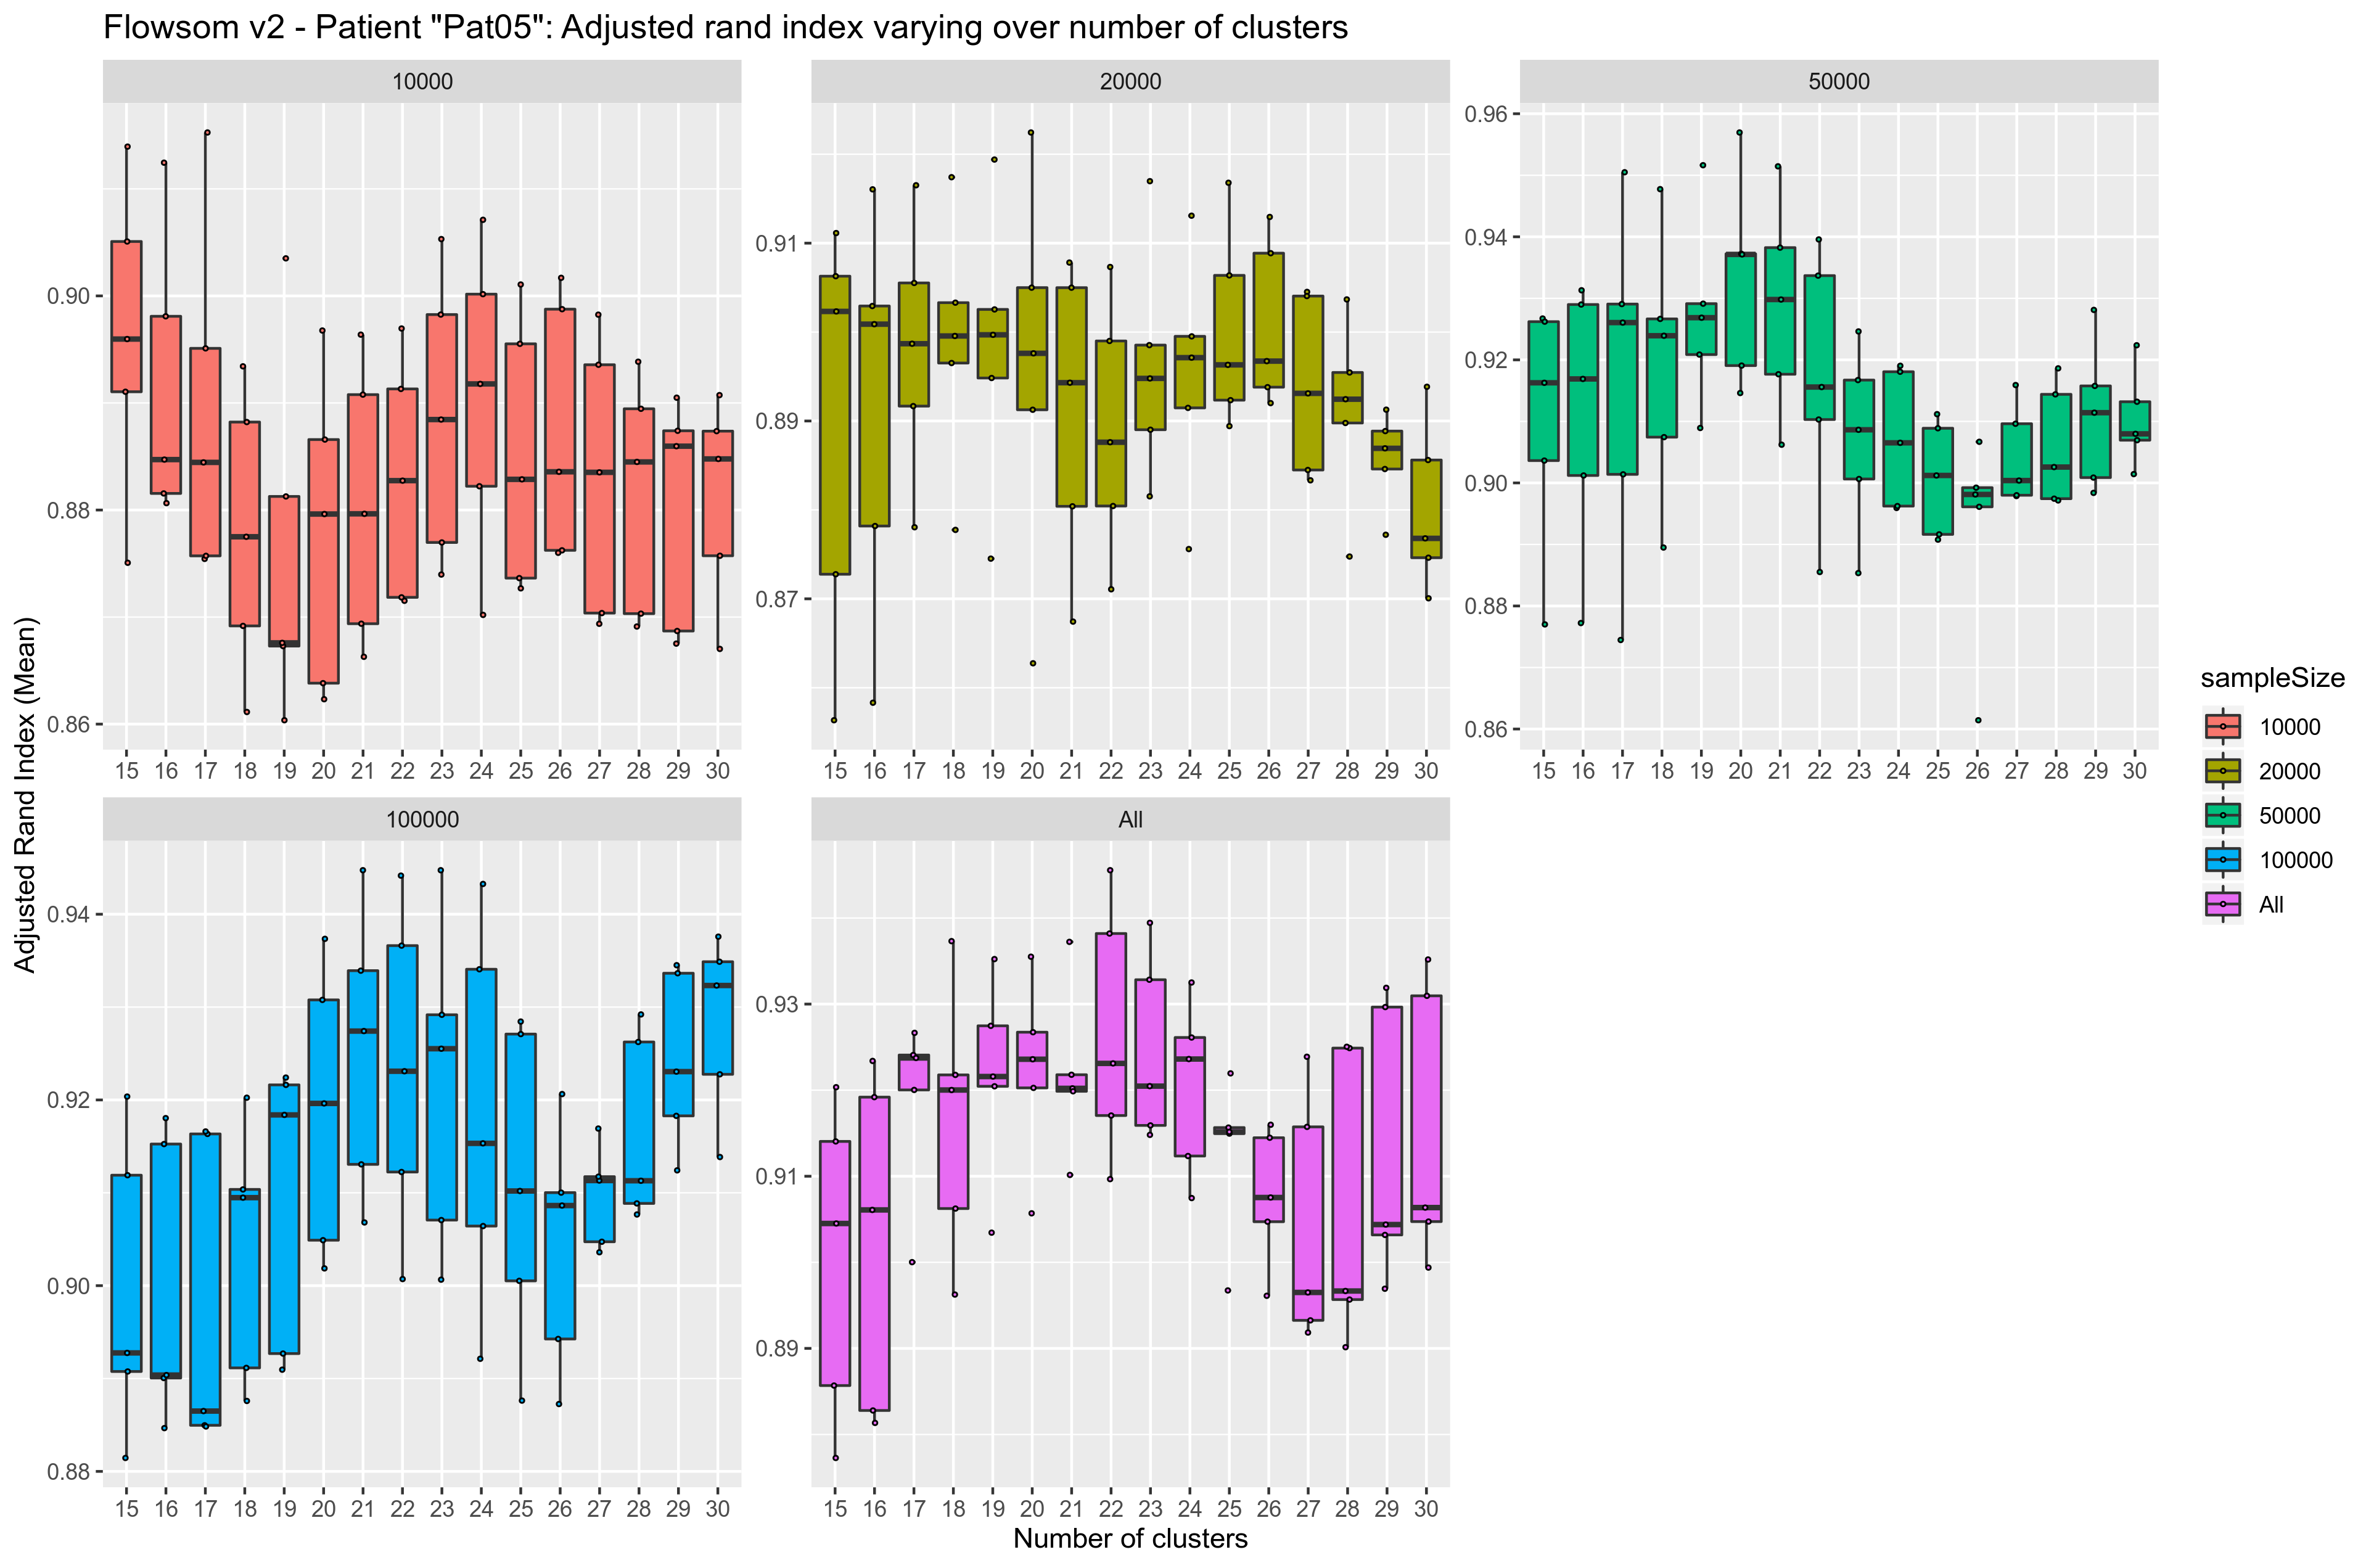 Flowsom v2 - Patient "Pat05": Adjusted rand index varying over number of clusters
10000
20000
50000
0.90
0.88
0.86
0.91
0.89
0.87
0.96
0.94
0.92
0.90
0.88
0.86
15 16 17 18 19 20 21 22 23 24 25 26 27 28 29 30
15 16 17 18 19 20 21 22 23 24 25 26 27 28 29 30
15 16 17 18 19 20 21 22 23 24 25 26 27 28 29 30
Adjusted Rand Index (Mean)
100000
All
0.94
0.92
0.90
0.88
0.93
0.91
0.89
15 16 17 18 19 20 21 22 23 24 25 26 27 28 29 30
15 16 17 18 19 20 21 22 23 24 25 26 27 28 29 30
Number of clusters
sampleSize
10000
20000
50000
100000
All